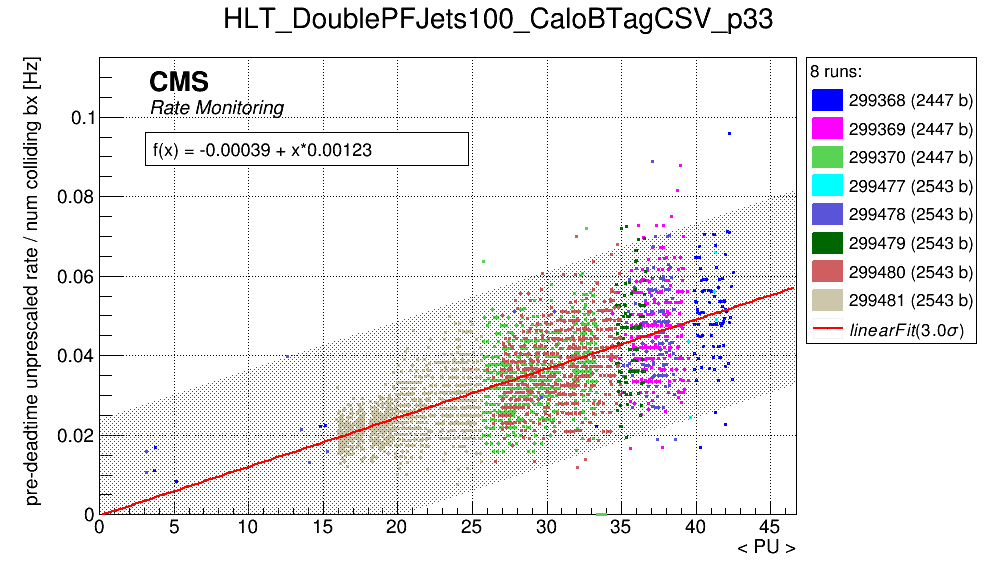 HLT_DoublePFJets100_CaloBTagCSV_p33
pre-deadtime unprescaled rate / num colliding bx [Hz]
CMS
Rate Monitoring
f(x) = -0.00039 + x*0.00123
0.1
0.08
0.06
0.04
0.02
0
0 5 10 15 20 25 30 35 40 45
< PU >
8 runs:
299368 (2447 b)
299369 (2447 b)
299370 (2447 b)
299477 (2543 b)
299478 (2543 b)
299479 (2543 b)
299480 (2543 b)
299481 (2543 b)
linearFit(3.0σ)